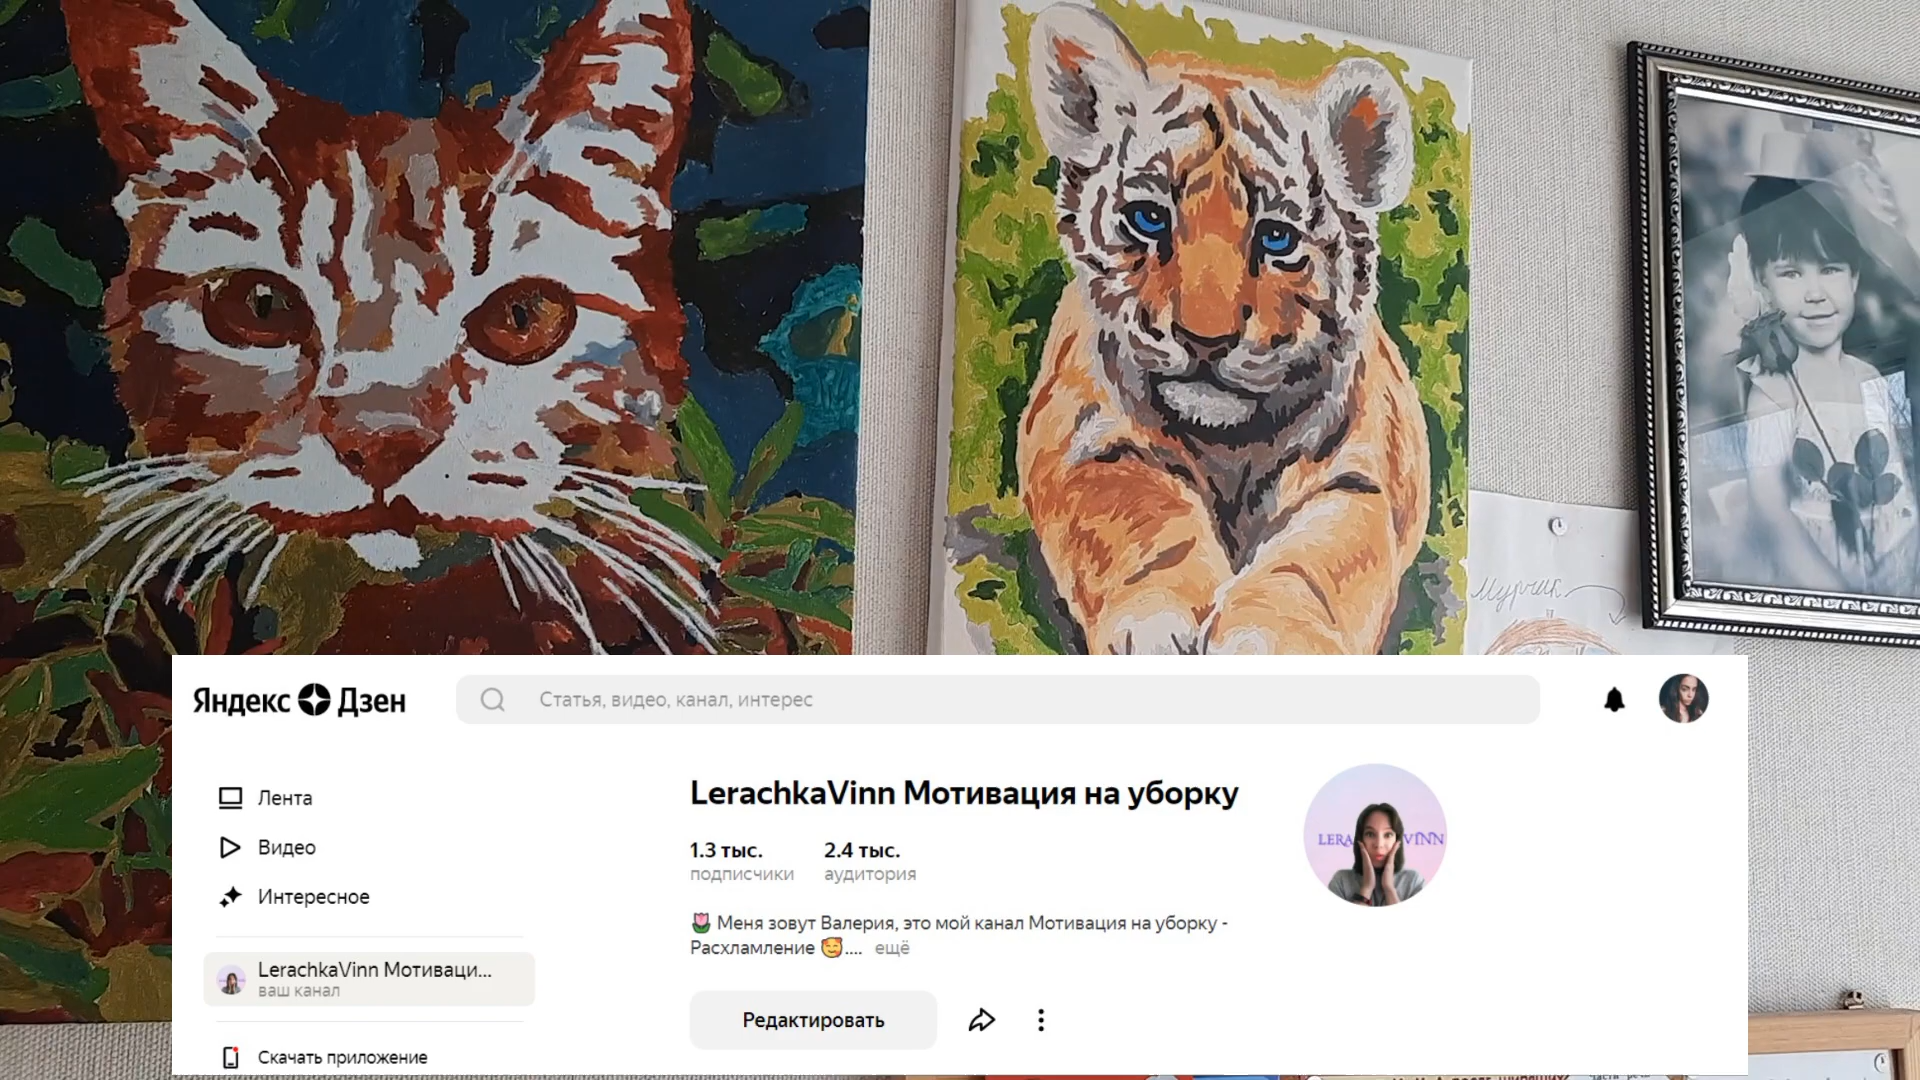 Мурчик
Яндекс Дзен
Статья, видео, канал, интерес
Лента
Видео
Интересное
LerachkaVinn Мотиваци...
ваш канал
Скачать приложение
LerachkaVinn Мотивация на уборку
1.3 тыс. 2.4 тыс.
подписчики аудитория
🌷 Меня зовут Валерия, это мой канал Мотивация на уборку -
Расхламление 🥰.... ещё
Редактировать
LERA VINN